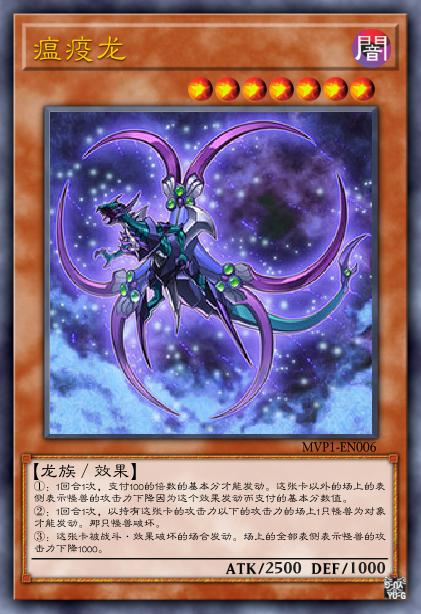 瘟疫龙
闇
MVP1-EN006
【龙族／效果】
①：1回合1次，支付100的倍数的基本分才能发动。这张卡以外的场上的表
侧表示怪兽的攻击力下降因为这个效果发动而支付的基本分数值。
②：1回合1次，以持有这张卡的攻击力以下的攻击力的场上1只怪兽为对象
才能发动。那只怪兽破坏。
③：这张卡被战斗·效果破坏的场合发动。场上的全部表侧表示怪兽的攻
击力下降1000。
ATK/2500 DEF/1000